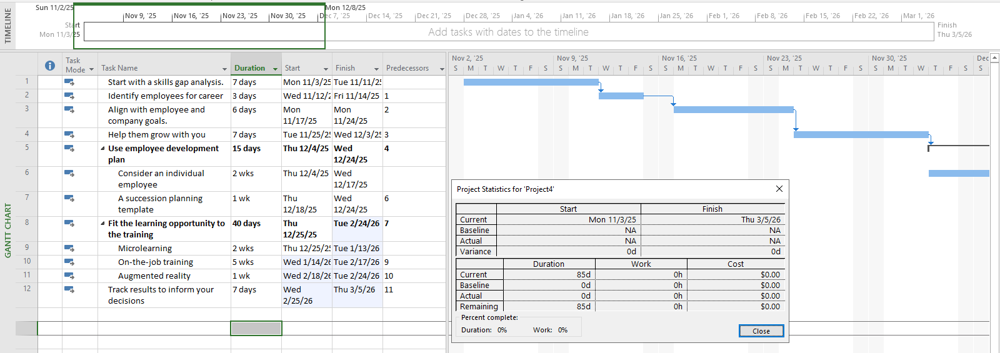 Sun 11/2/25
Mon 12/8/25
Nov 9, '25
Nov 16, '25
Nov 23, '25
Nov 30, '25
Dec 7, '25
Dec 14, '25
Dec 21, '25
Dec 28, '25
Jan 4, '26
Jan 11, '26
Jan 18, '26
Jan 25, '26
Feb 1, '26
Feb 8, '26
Feb 15, '26
Feb 22, '26
Mar 1, '26
TIMELINE
Start
Mon 11/3/25
Add tasks with dates to the timeline
Finish
Thu 3/5/26
GANTT CHART
Task Mode
Task Name
Duration
Start
Finish
Predecessors
1 Start with a skills gap analysis. 7 days Mon 11/3/25 Tue 11/11/25
2 Identify employees for career 3 days Wed 11/12/2 Fri 11/14/25 1
3 Align with employee and 6 days Mon Mon 2
company goals. 11/17/25 11/24/25
4 Help them grow with you 7 days Tue 11/25/25 Wed 12/3/25 3
5 Use employee development 15 days Thu 12/4/25 Wed 4
plan 12/24/25
6 Consider an individual 2 wks Thu 12/4/25 Wed
employee 12/17/25
7 A succession planning 1 wk Thu Wed 6
template 12/18/25 12/24/25
8 Fit the learning opportunity to 40 days Thu Tue 2/24/26 7
the training 12/25/25
9 Microlearning 2 wks Thu 12/25/25 Tue 1/13/26
10 On-the-job training 5 wks Wed 1/14/26 Tue 2/17/26 9
11 Augmented reality 1 wk Wed 2/18/26 Tue 2/24/26 10
12 Track results to inform your 7 days Wed Thu 3/5/26 11
decisions 2/25/26
Nov 2, '25
Nov 9, '25
Nov 16, '25
Nov 23, '25
Nov 30, '25
Dec
S M T W T F S S M T W T F S S M T W T F S S M T W T F S S M T W T F S S
Project Statistics for 'Project4'
Start Finish
Current Mon 11/3/25 Thu 3/5/26
Baseline NA NA
Actual NA NA
Variance 0d 0d
Duration Work Cost
Current 85d 0h $0.00
Baseline 0d 0h $0.00
Actual 0d 0h $0.00
Remaining 85d 0h $0.00
Percent complete:
Duration: 0% Work: 0%
Close